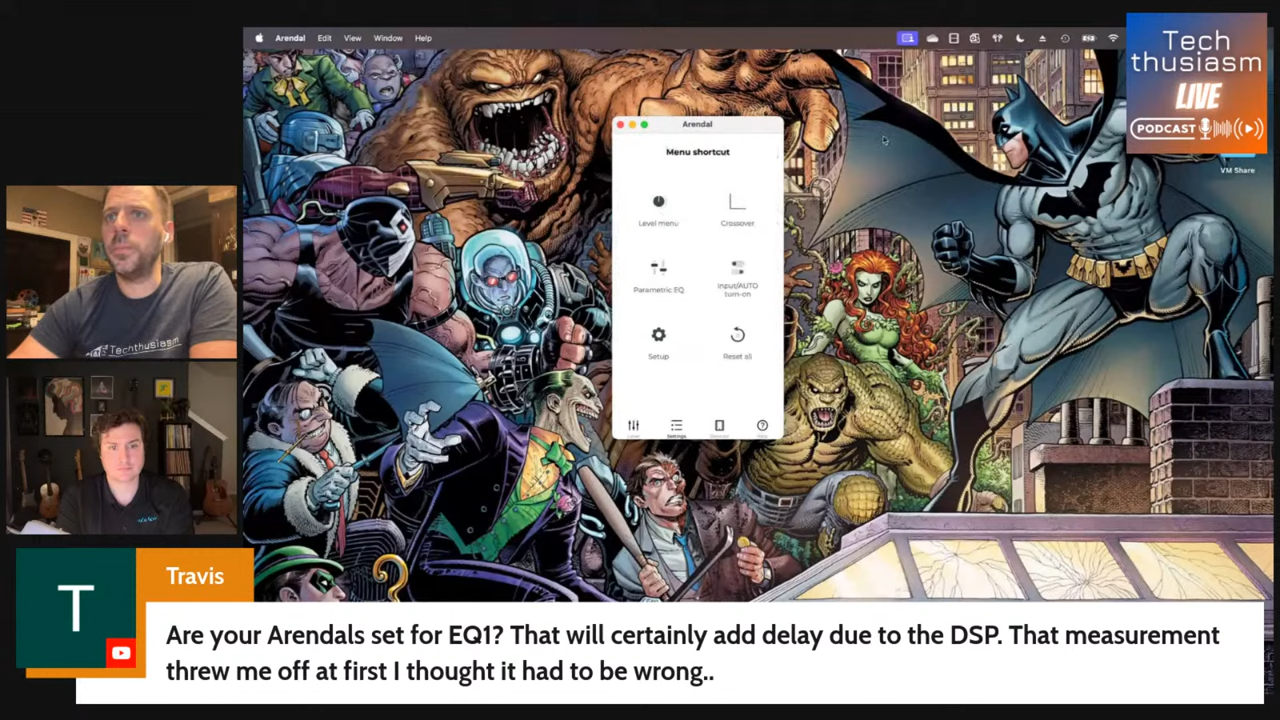 Arendal Edit View Window Help
Tech
thusiasm
LIVE
PODCAST
VM Share
Arendal
Menu shortcut
Level menu
Crossover
Parametric EQ
Input/AUTO
turn-on
Setup
Reset all
Settings
Techthusiasm
T
Travis
Are your Arendals set for EQ1? That will certainly add delay due to the DSP. That measurement
threw me off at first I thought it had to be wrong..